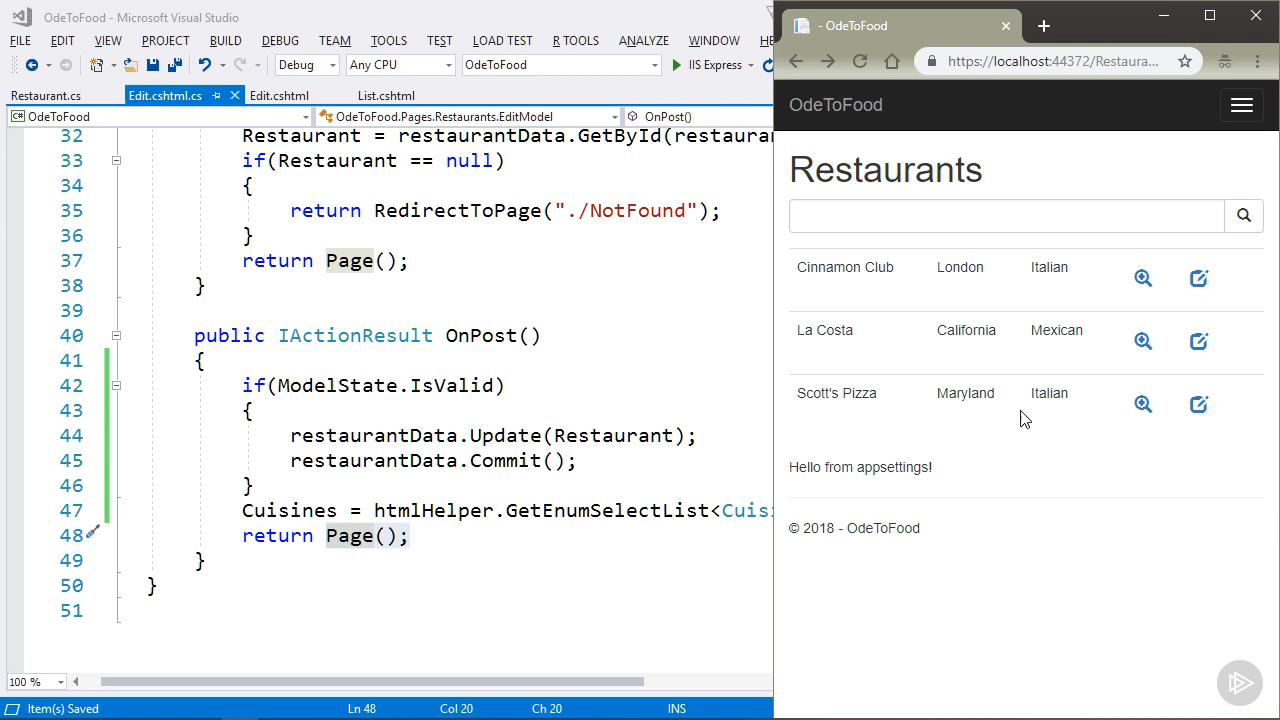 OdeToFood - Microsoft Visual Studio
FILE EDIT VIEW PROJECT BUILD DEBUG TEAM TOOLS TEST LOAD TEST R TOOLS ANALYZE WINDOW
Debug Any CPU OdeToFood IIS Express
Restaurant.cs Edit.cshtml.cs Edit.cshtml List.cshtml
OdeToFood OdeToFood.Pages.Restaurants.EditModel OnPost()
32 Restaurant = restaurantData.GetById(restauran
33 if(Restaurant == null)
34 {
35 return RedirectToPage("./NotFound");
36 }
37 return Page();
38 }
39
40 public IActionResult OnPost()
41 {
42 if(ModelState.IsValid)
43 {
44 restaurantData.Update(Restaurant);
45 restaurantData.Commit();
46 }
47 Cuisines = htmlHelper.GetEnumSelectList<Cuis
48 return Page();
49 }
50 }
51
100 %
Item(s) Saved Ln 48 Col 20 Ch 20 INS
- OdeToFood
https://localhost:44372/Restaura...
OdeToFood
Restaurants
Cinnamon Club London Italian
La Costa California Mexican
Scott's Pizza Maryland Italian
Hello from appsettings!
© 2018 - OdeToFood